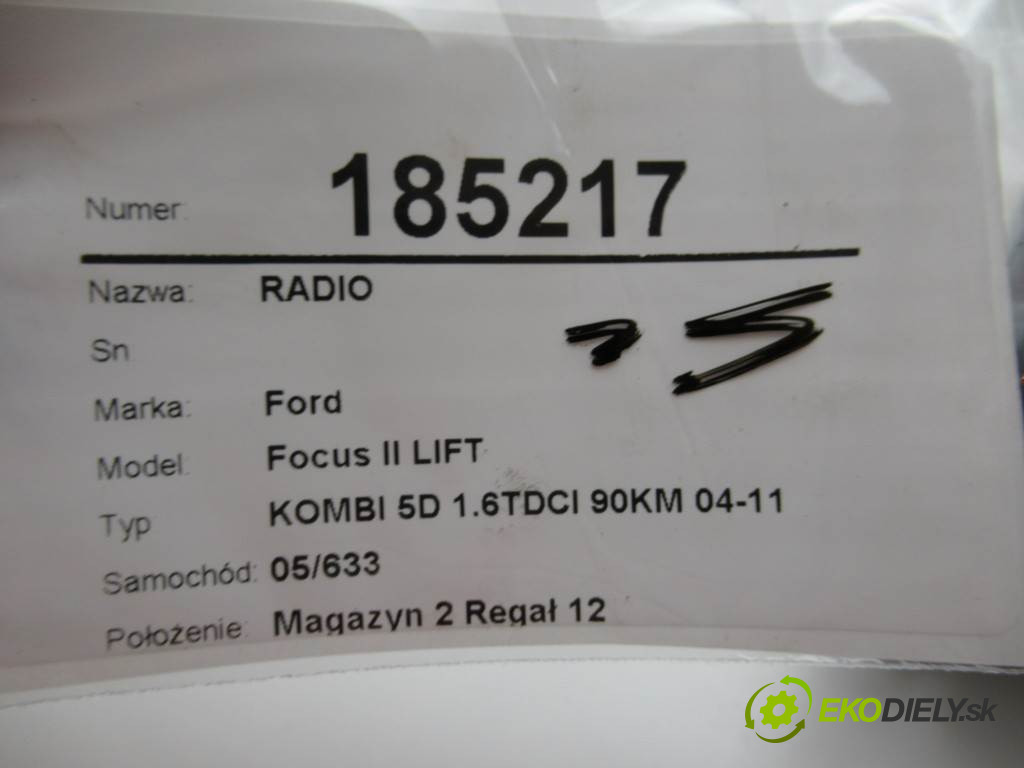 Numer: 185217
Nazwa: RADIO
Sn
Marka: Ford
Model: Focus II LIFT
Typ KOMBI 5D 1.6TDCI 90KM 04-11
Samochód: 05/633
Położenie: Magazyn 2 Regał 12
EKODIELY.sk